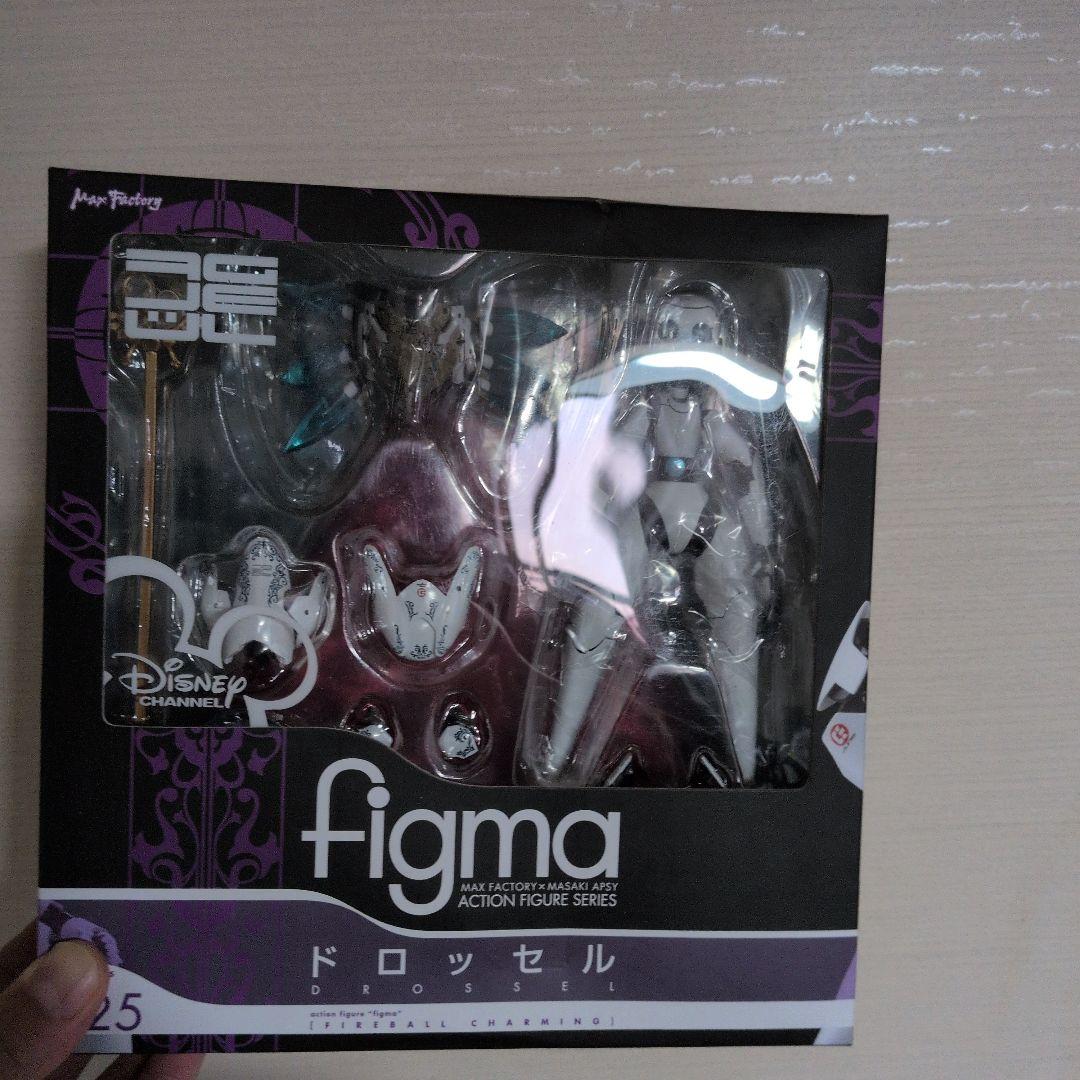 Max Factory
Disney
CHANNEL
figma
MAX FACTORY × MASAKI APSY
ACTION FIGURE SERIES
ドロッセル
DROSSEL
action figure "figma"
[FIREBALL CHARMING]
25